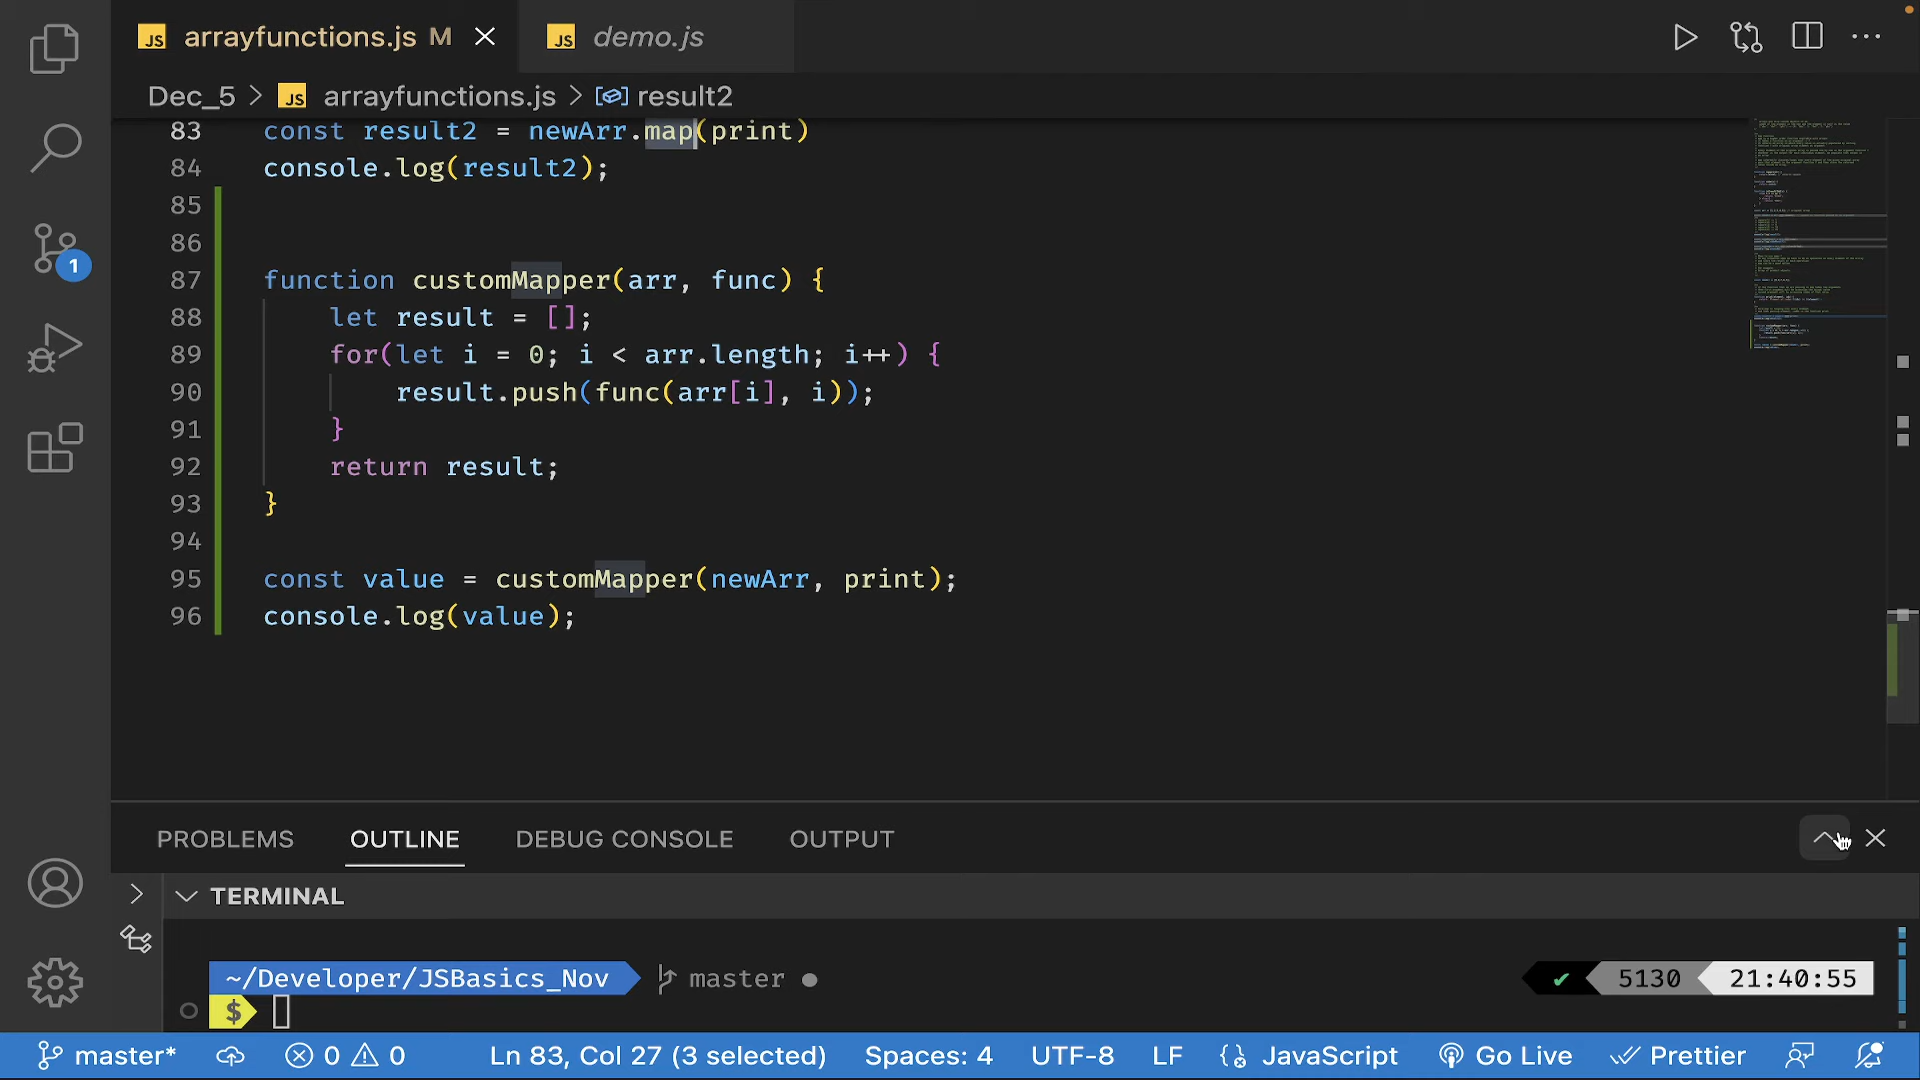 JS arrayfunctions.js M
JS demo.js
Dec_5 > JS arrayfunctions.js > result2
83 const result2 = newArr.map(print)
84 console.log(result2);
85
86
87 function customMapper(arr, func) {
88 let result = [];
89 for(let i = 0; i < arr.length; i++) {
90 result.push(func(arr[i], i));
91 }
92 return result;
93 }
94
95 const value = customMapper(newArr, print);
96 console.log(value);
1
PROBLEMS OUTLINE DEBUG CONSOLE OUTPUT
TERMINAL
~/Developer/JSBasics_Nov master ● ✔ 5130 21:40:55
$
master* 0 0 Ln 83, Col 27 (3 selected) Spaces: 4 UTF-8 LF JavaScript Go Live Prettier